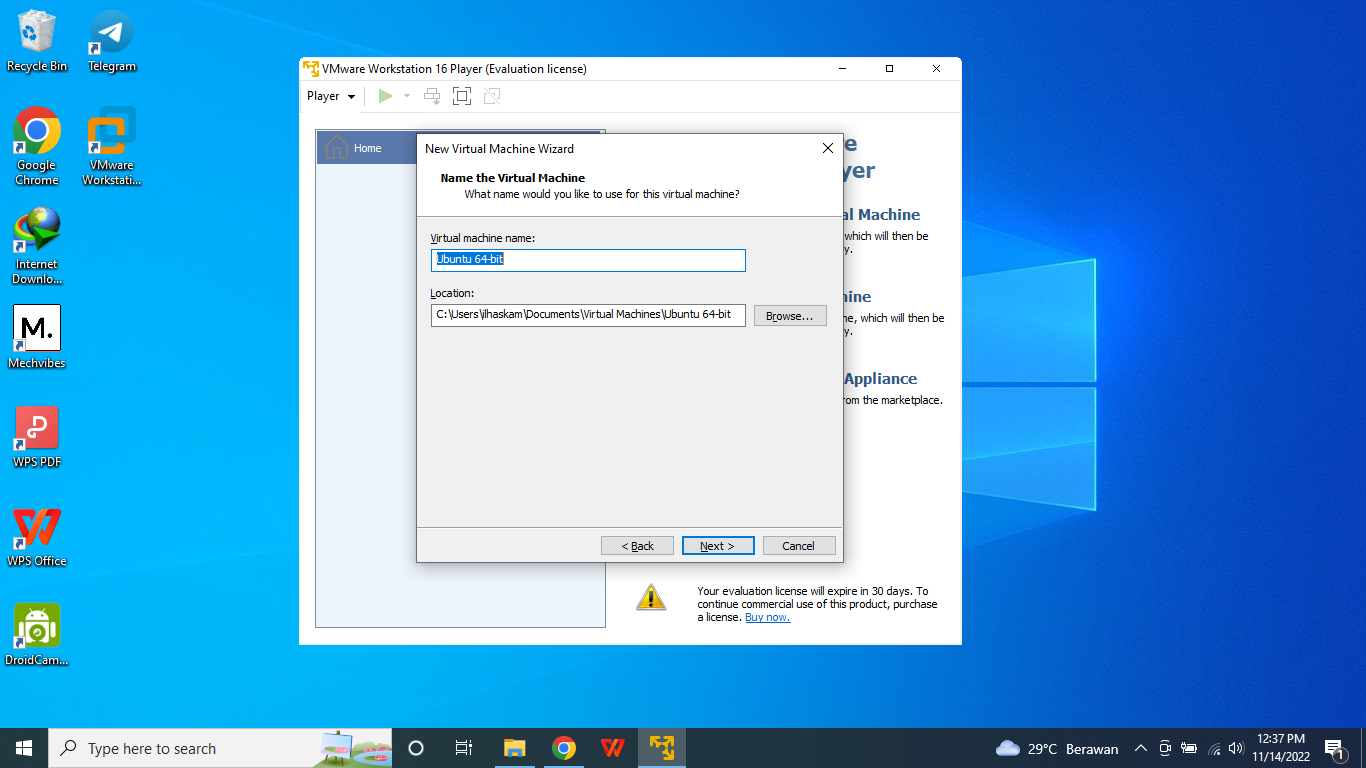 Recycle Bin
Telegram
Google
Chrome
VMware
Workstati...
Internet
Downlo...
M.
Mechvibes
WPS PDF
WPS Office
DroidCam...
VMware Workstation 16 Player (Evaluation license)
Player
Home
New Virtual Machine Wizard
Name the Virtual Machine
What name would you like to use for this virtual machine?
Virtual machine name:
Ubuntu 64-bit
Location:
C:\Users\ilhaskam\Documents\Virtual Machines\Ubuntu 64-bit
Browse...
< Back
Next >
Cancel
e
yer
al Machine
which will then be
y.
hine
ne, which will then be
y.
Appliance
rom the marketplace.
Your evaluation license will expire in 30 days. To
continue commercial use of this product, purchase
a license. Buy now.
Type here to search
29°C Berawan
12:37 PM
11/14/2022
1